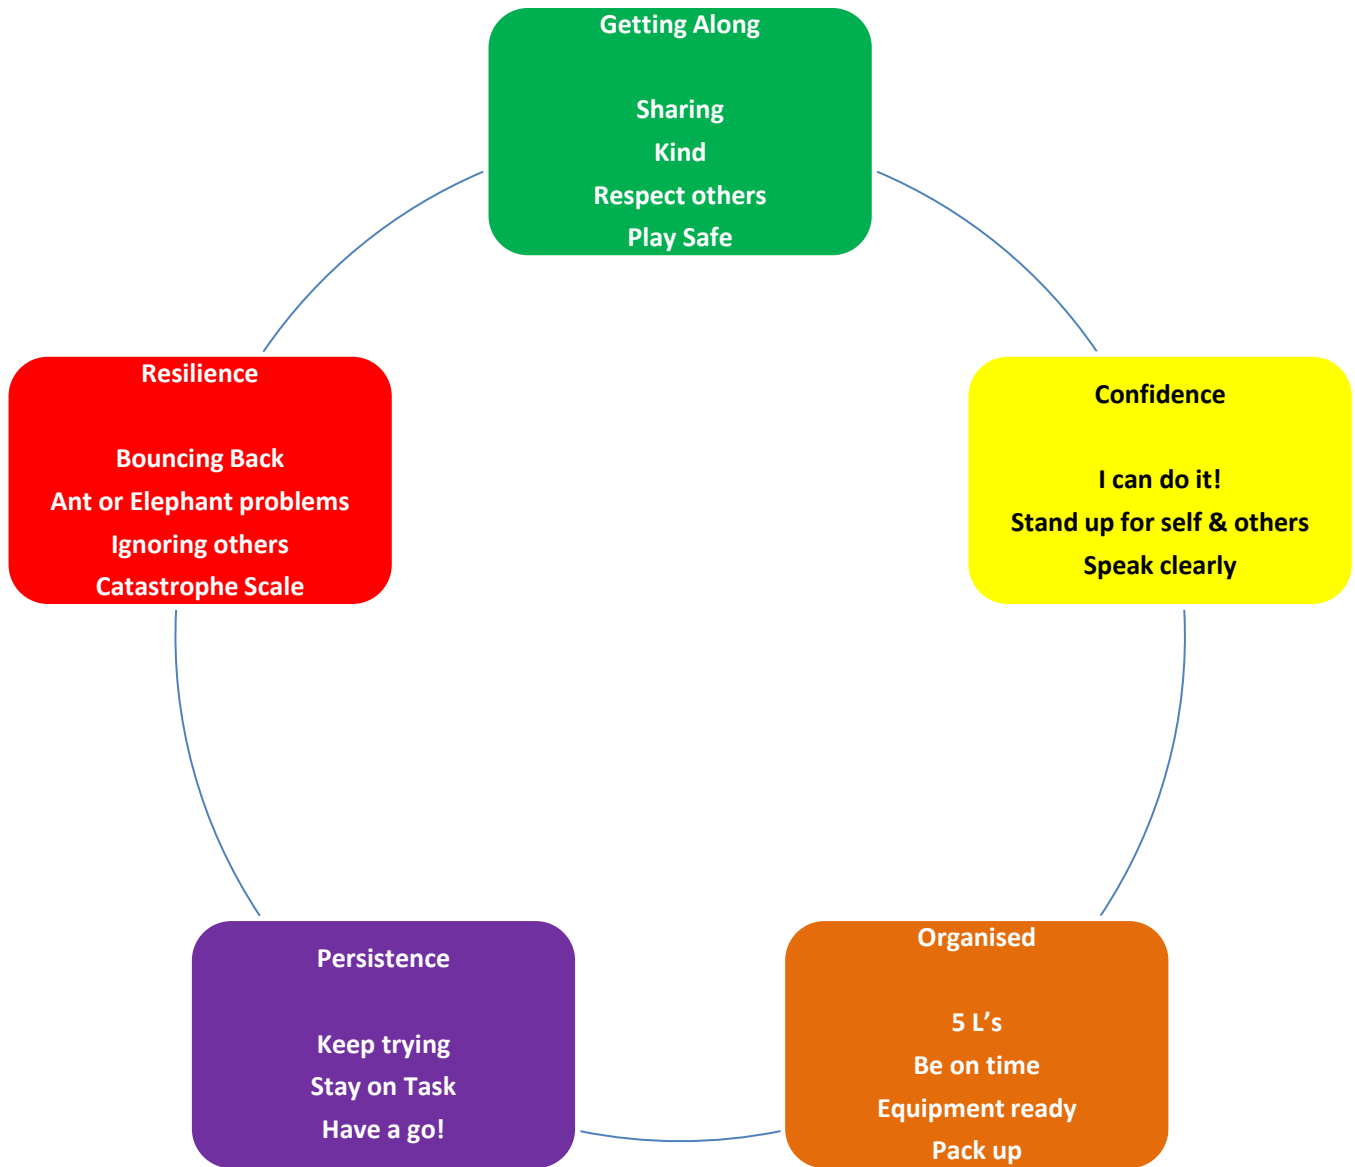 Getting Along
Sharing
Kind
Respect others
Play Safe
Resilience
Bouncing Back
Ant or Elephant problems
Ignoring others
Catastrophe Scale
Confidence
I can do it!
Stand up for self & others
Speak clearly
Persistence
Keep trying
Stay on Task
Have a go!
Organised
5 L’s
Be on time
Equipment ready
Pack up